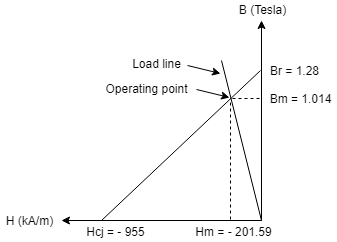 B (Tesla)
Load line
Br = 1.28
Operating point
Bm = 1.014
H (kA/m)
Hcj = - 955
Hm = - 201.59